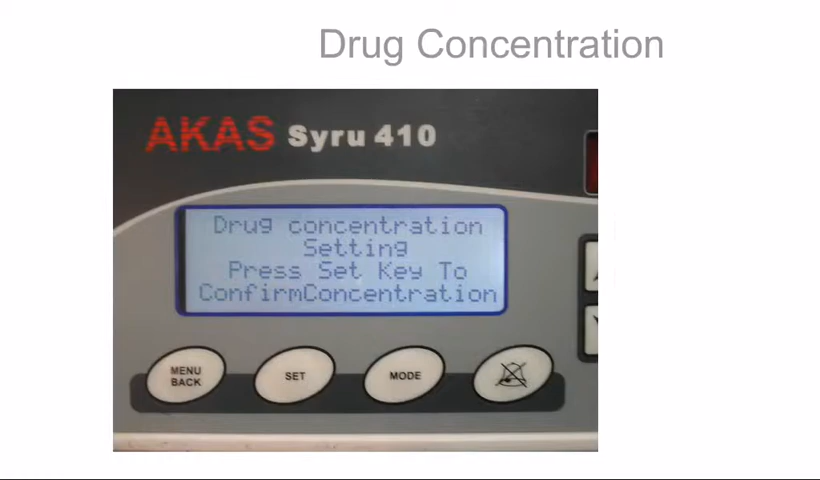 Drug Concentration
AKAS Syru 410
Drug concentration
Setting
Press Set Key To
ConfirmConcentration
MENU
BACK
SET
MODE